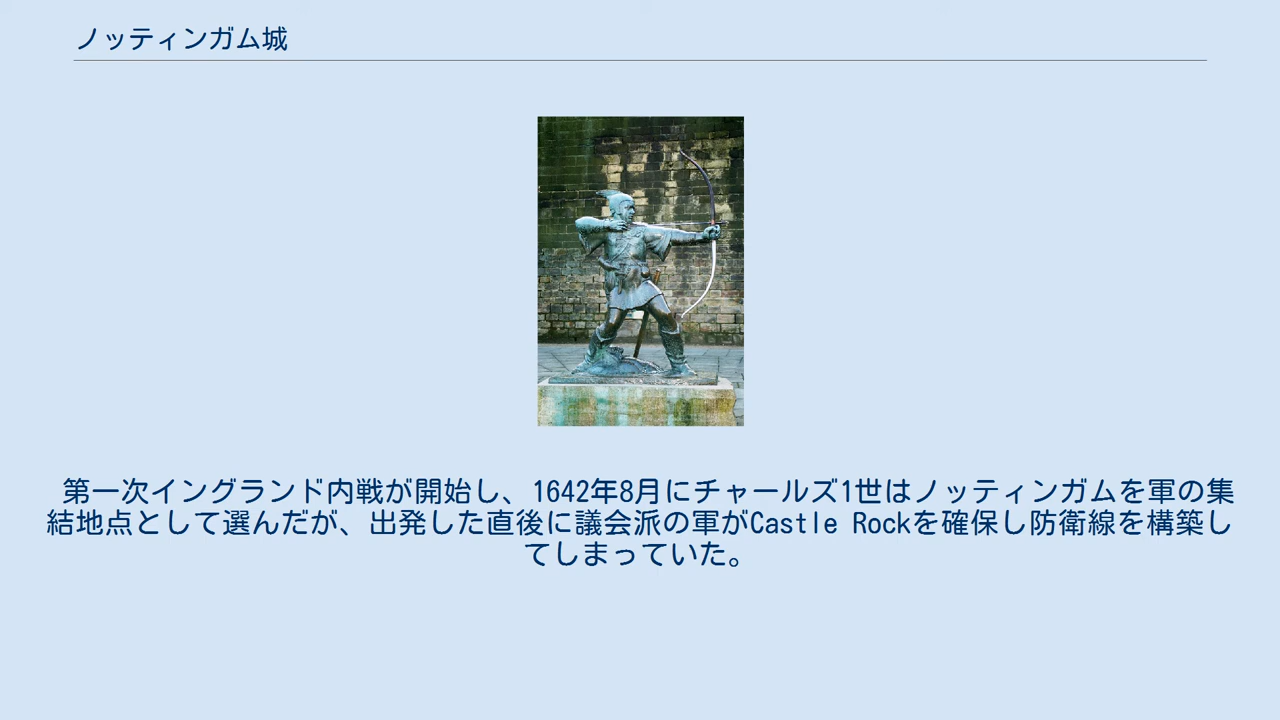 ノッティンガム城
第一次イングランド内戦が開始し、1642年8月にチャールズ1世はノッティンガムを軍の集
結地点として選んだが、出発した直後に議会派の軍がCastle Rockを確保し防衛線を構築し
てしまっていた。